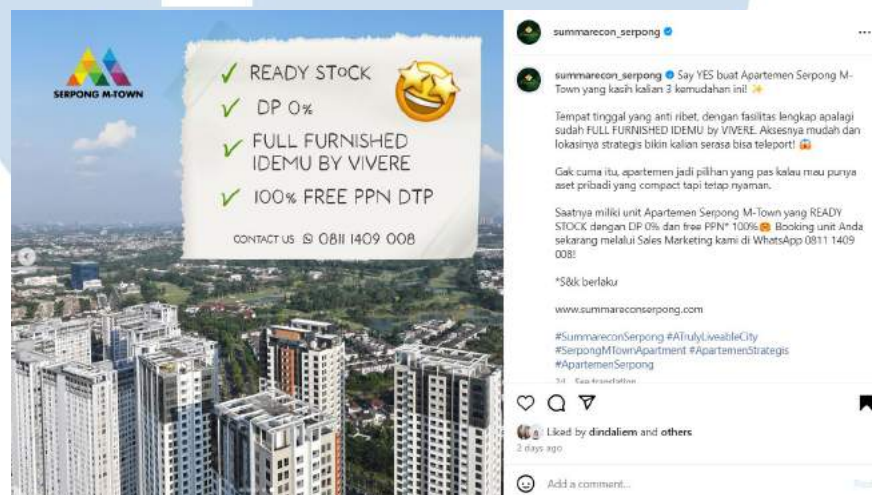 SERPONG M-TOWN
READY STOCK
DP 0%
FULL FURNISHED
IDEMU BY VIVERE
100% FREE PPN DTP
CONTACT US 0811 1409 008
summarecon_serpong
summarecon_serpong Say YES buat Apartemen Serpong M-
Town yang kasih kalian 3 kemudahan ini! ✨
Tempat tinggal yang anti ribet, dengan fasilitas lengkap apalagi
sudah FULL FURNISHED IDEMU by VIVERE. Aksesnya mudah dan
lokasinya strategis bikin kalian serasa bisa teleport! 😱
Gak cuma itu, apartemen jadi pilihan yang pas kalau mau punya
aset pribadi yang compact tapi tetap nyaman.
Saatnya miliki unit Apartemen Serpong M-Town yang READY
STOCK dengan DP 0% dan free PPN* 100%🤗 Booking unit Anda
sekarang melalui Sales Marketing kami di WhatsApp 0811 1409
008!
*S&k berlaku
www.summareconserpong.com
#SummareconSerpong #ATrulyLiveableCity
#SerpongMTownApartment #ApartemenStrategis
#ApartemenSerpong
2d See translation
Liked by dindaliem and others
2 days ago
Add a comment...
Post